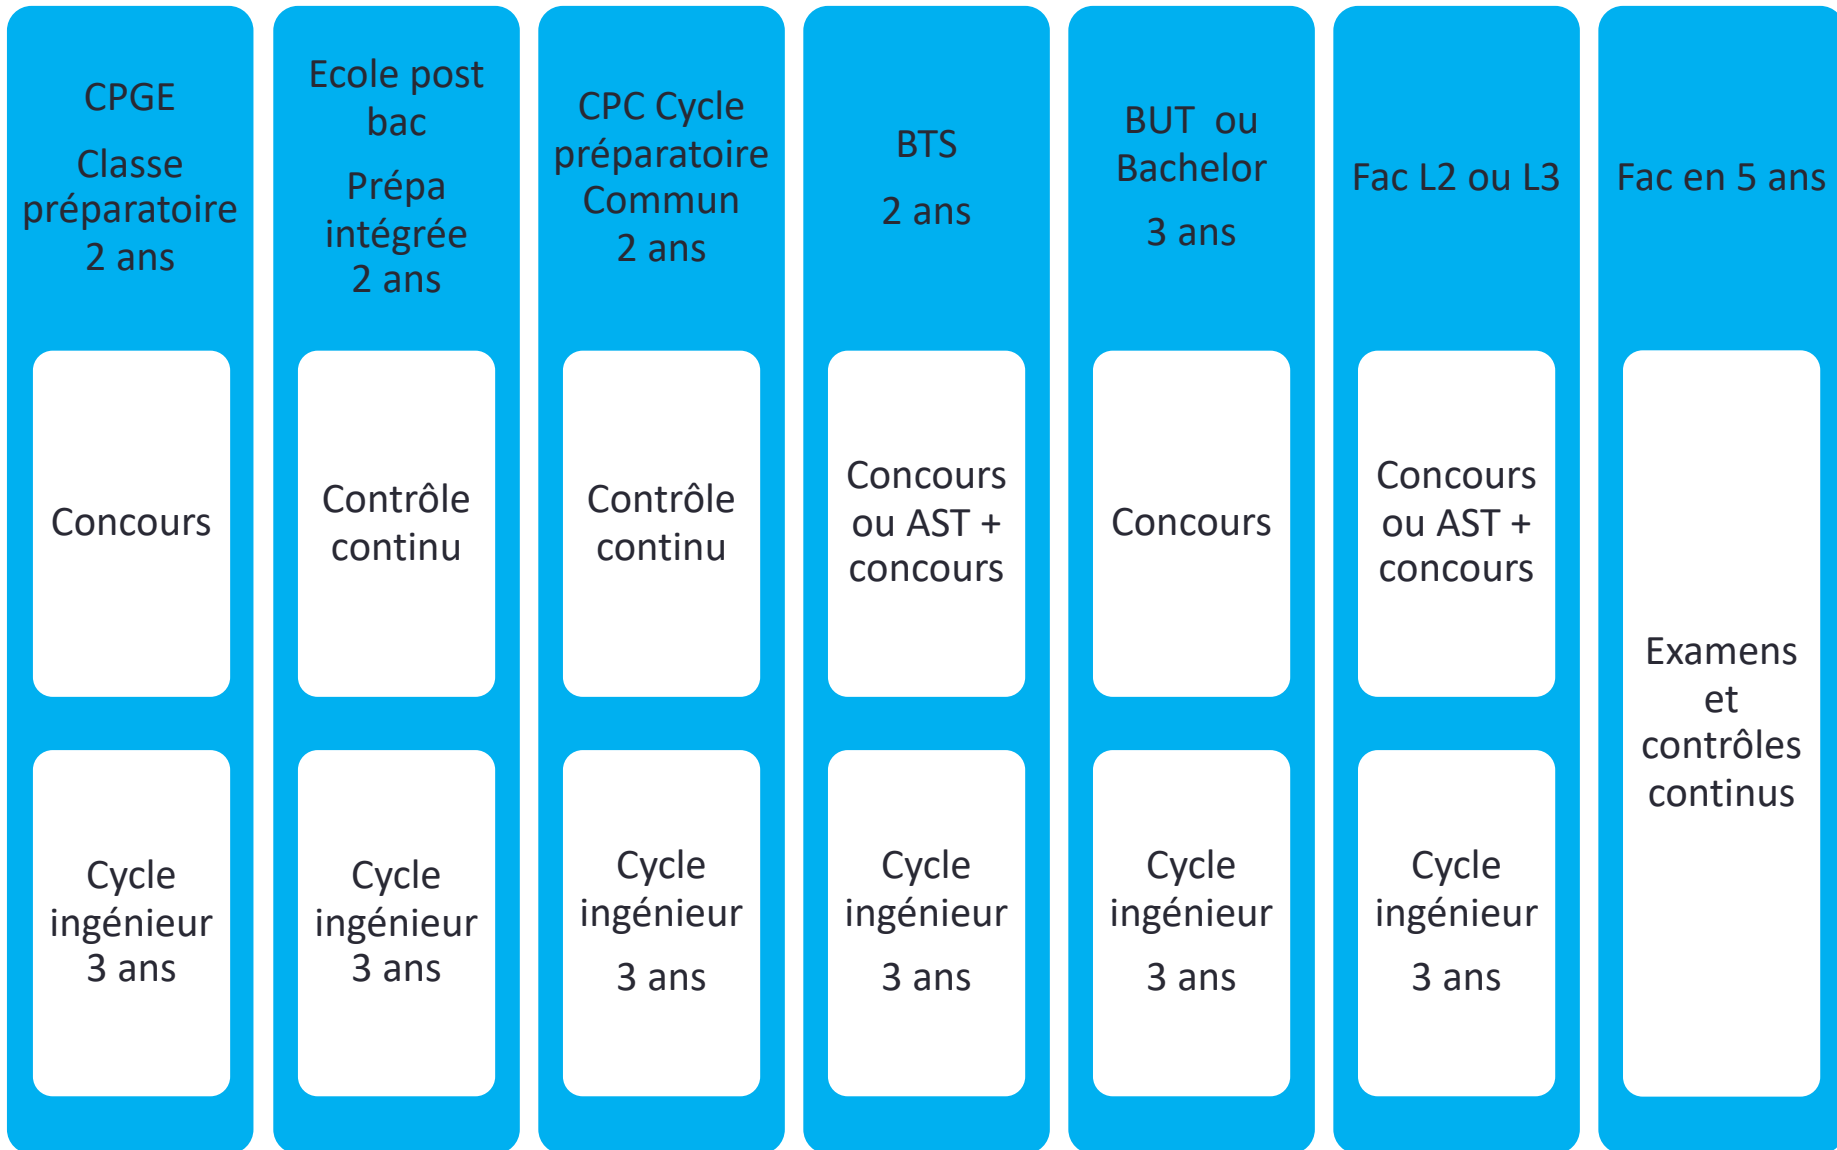 CPGE
Classe
préparatoire
2 ans
Concours
Cycle
ingénieur
3 ans
Ecole post
bac
Prépa
intégrée
2 ans
Contrôle
continu
Cycle
ingénieur
3 ans
CPC Cycle
préparatoire
Commun
2 ans
Contrôle
continu
Cycle
ingénieur
3 ans
BTS
2 ans
Concours
ou AST +
concours
Cycle
ingénieur
3 ans
BUT ou
Bachelor
3 ans
Concours
Cycle
ingénieur
3 ans
Fac L2 ou L3
Concours
ou AST +
concours
Cycle
ingénieur
3 ans
Fac en 5 ans
Examens
et
contrôles
continus